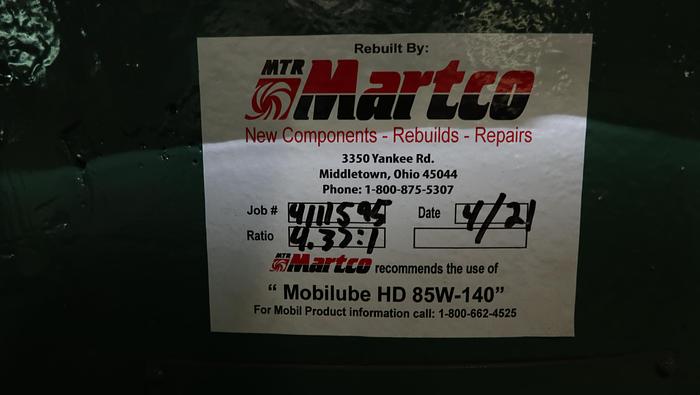 Rebuilt By:
MTR Martco
New Components - Rebuilds - Repairs
3350 Yankee Rd.
Middletown, Ohio 45044
Phone: 1-800-875-5307
Job # 4111595 Date 4/21
Ratio 4.33:1
MTR Martco recommends the use of
“ Mobilube HD 85W-140”
For Mobil Product information call: 1-800-662-4525